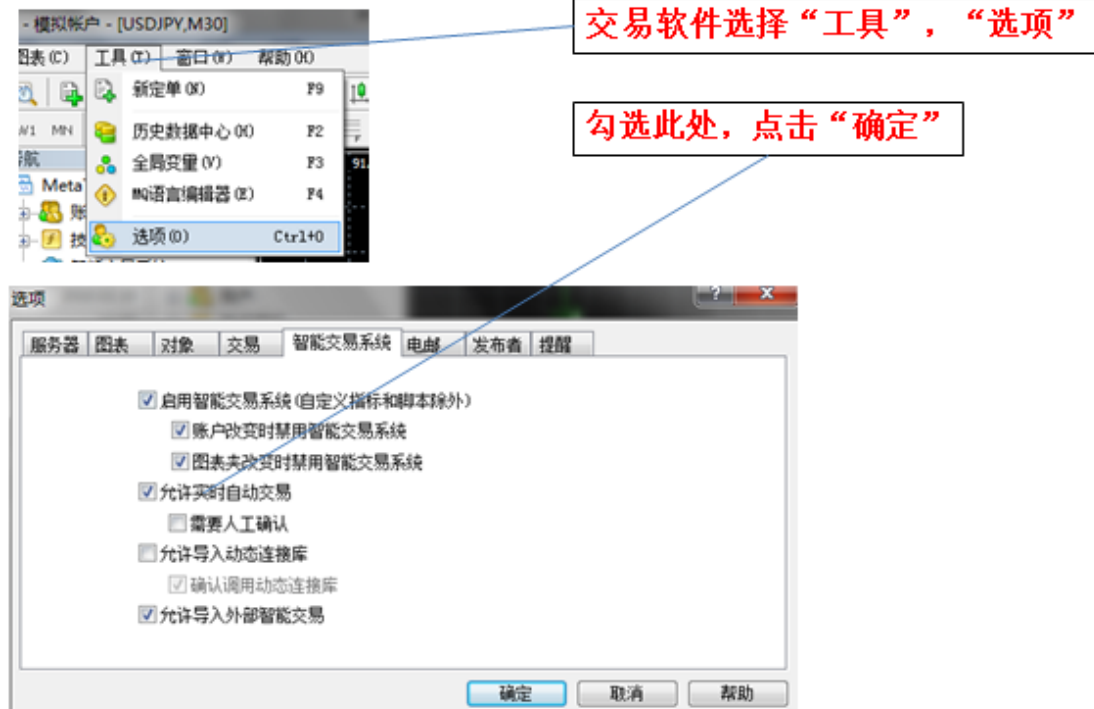 - 模拟帐户 - [USDJPY,M30]
交易软件选择“工具”，“选项”
图表(C) 工具(T) 窗口(W) 帮助(H)
新定单(N) F9
历史数据中心(H) F2
全局变量(V) F3
MQ语言编辑器(E) F4
选项(O) Ctrl+O
W1 MN
导航
Meta
账
技
91.
勾选此处，点击“确定”
选项
服务器 图表 对象 交易 智能交易系统 电邮 发布者 提醒
启用智能交易系统(自定义指标和脚本除外)
账户改变时禁用智能交易系统
图表夹改变时禁用智能交易系统
允许实时自动交易
需要人工确认
允许导入动态连接库
确认调用动态连接库
允许导入外部智能交易
确定 取消 帮助